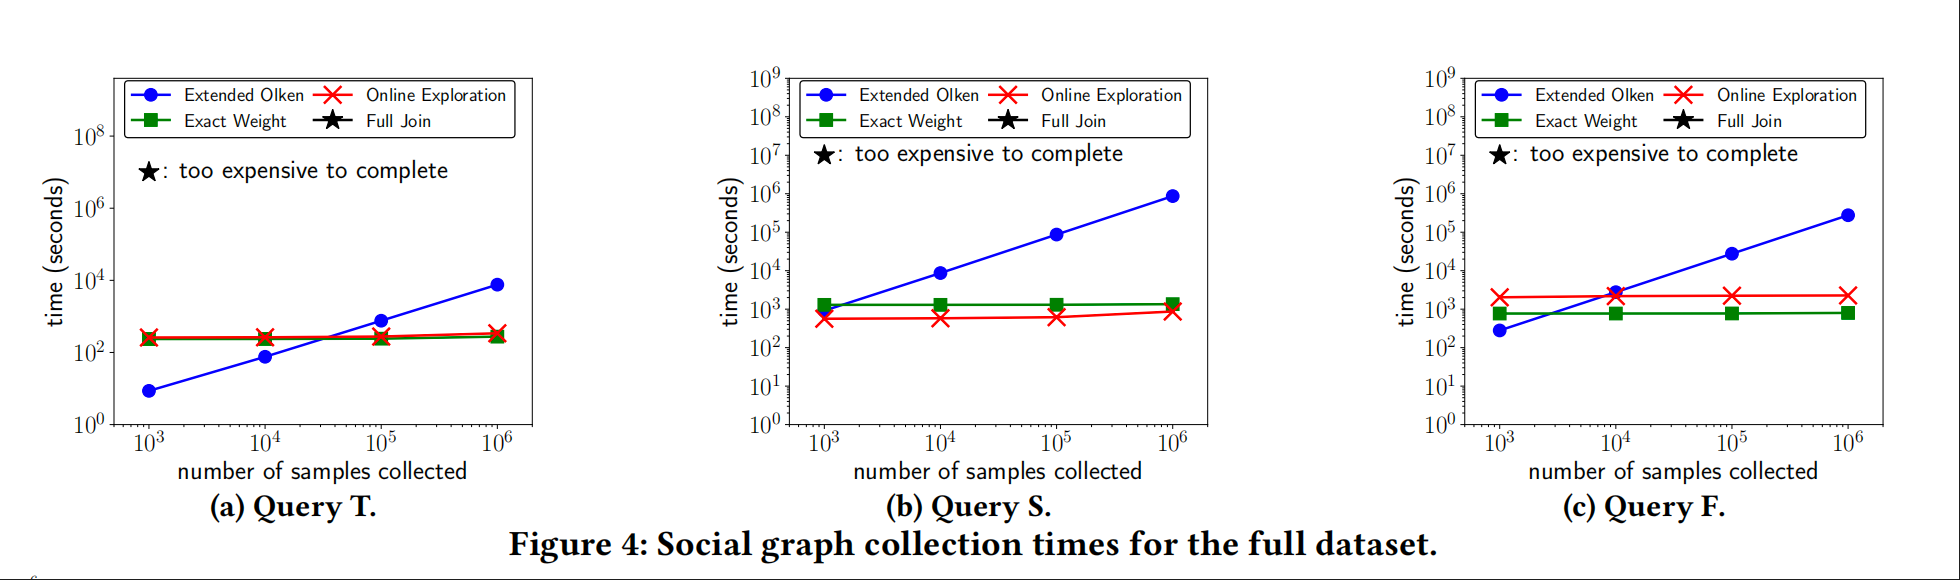 Extended Olken Online Exploration
Exact Weight Full Join
★: too expensive to complete
10^8
10^6
10^4
10^2
10^0
time (seconds)
10^3 10^4 10^5 10^6
number of samples collected
(a) Query T.
Extended Olken Online Exploration
Exact Weight Full Join
★: too expensive to complete
10^9
10^8
10^7
10^6
10^5
10^4
10^3
10^2
10^1
10^0
time (seconds)
10^3 10^4 10^5 10^6
number of samples collected
(b) Query S.
Extended Olken Online Exploration
Exact Weight Full Join
★: too expensive to complete
10^9
10^8
10^7
10^6
10^5
10^4
10^3
10^2
10^1
10^0
time (seconds)
10^3 10^4 10^5 10^6
number of samples collected
(c) Query F.
Figure 4: Social graph collection times for the full dataset.